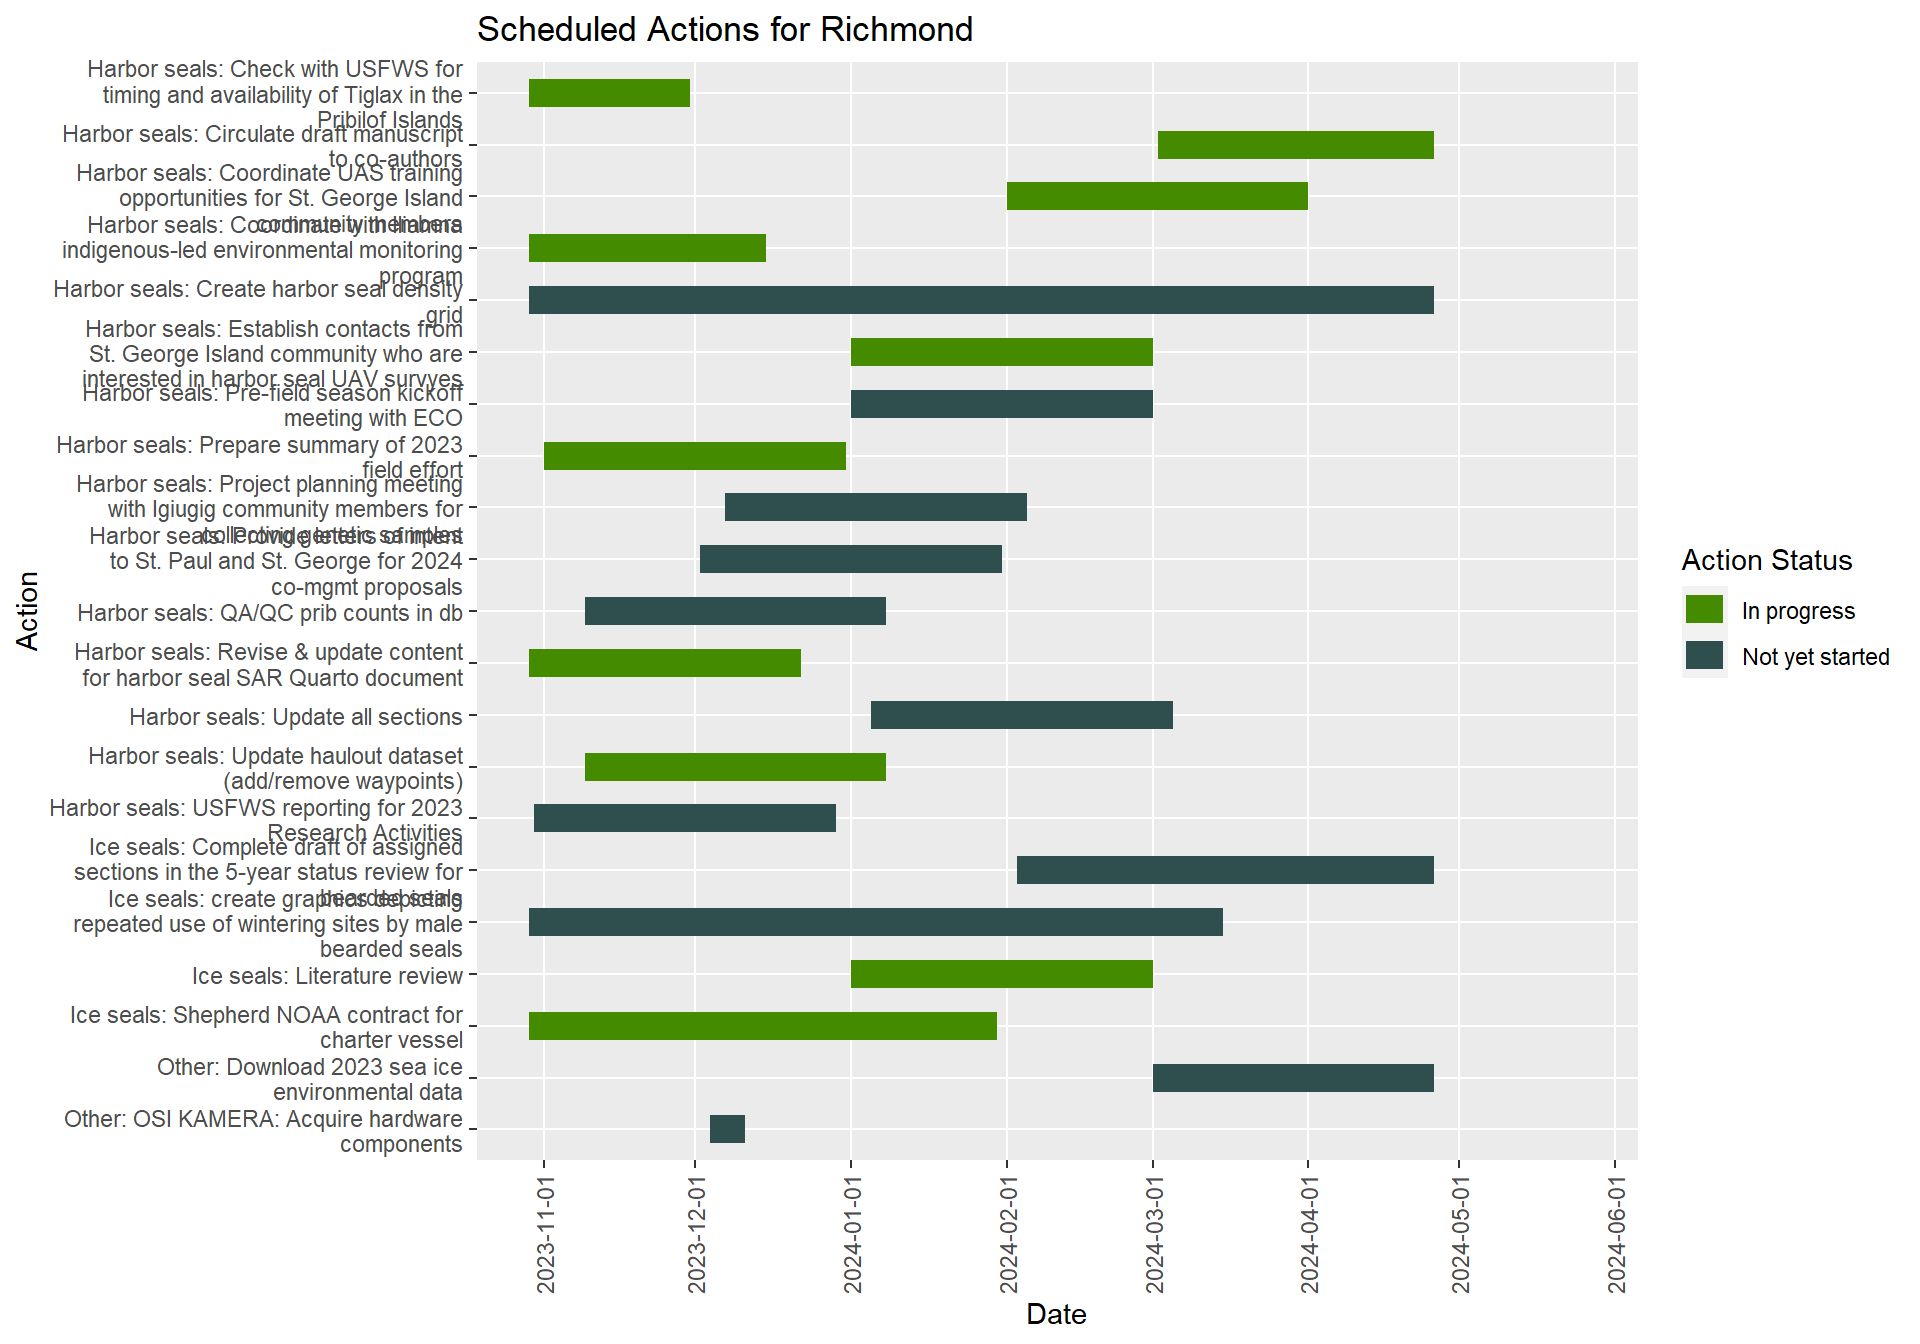 Scheduled Actions for Richmond
Harbor seals: Check with USFWS for
timing and availability of Tiglax in the
Pribilof Islands
Harbor seals: Circulate draft manuscript
to co-authors
Harbor seals: Coordinate UAS training
opportunities for St. George Island
community members
Harbor seals: Coordinate with Iliamna
indigenous-led environmental monitoring
program
Harbor seals: Create harbor seal density
grid
Harbor seals: Establish contacts from
St. George Island community who are
interested in harbor seal UAV survyes
Harbor seals: Pre-field season kickoff
meeting with ECO
Harbor seals: Prepare summary of 2023
field effort
Harbor seals: Project planning meeting
with Igiugig community members for
collecting genetic samples
Harbor seals: Provide letters of intent
to St. Paul and St. George for 2024
co-mgmt proposals
Harbor seals: QA/QC prib counts in db
Harbor seals: Revise & update content
for harbor seal SAR Quarto document
Harbor seals: Update all sections
Harbor seals: Update haulout dataset
(add/remove waypoints)
Harbor seals: USFWS reporting for 2023
Research Activities
Ice seals: Complete draft of assigned
sections in the 5-year status review for
bearded seals
Ice seals: create graphics depicting
repeated use of wintering sites by male
bearded seals
Ice seals: Literature review
Ice seals: Shepherd NOAA contract for
charter vessel
Other: Download 2023 sea ice
environmental data
Other: OSI KAMERA: Acquire hardware
components
Action
2023-11-01
2023-12-01
2024-01-01
2024-02-01
2024-03-01
2024-04-01
2024-05-01
2024-06-01
Date
Action Status
In progress
Not yet started